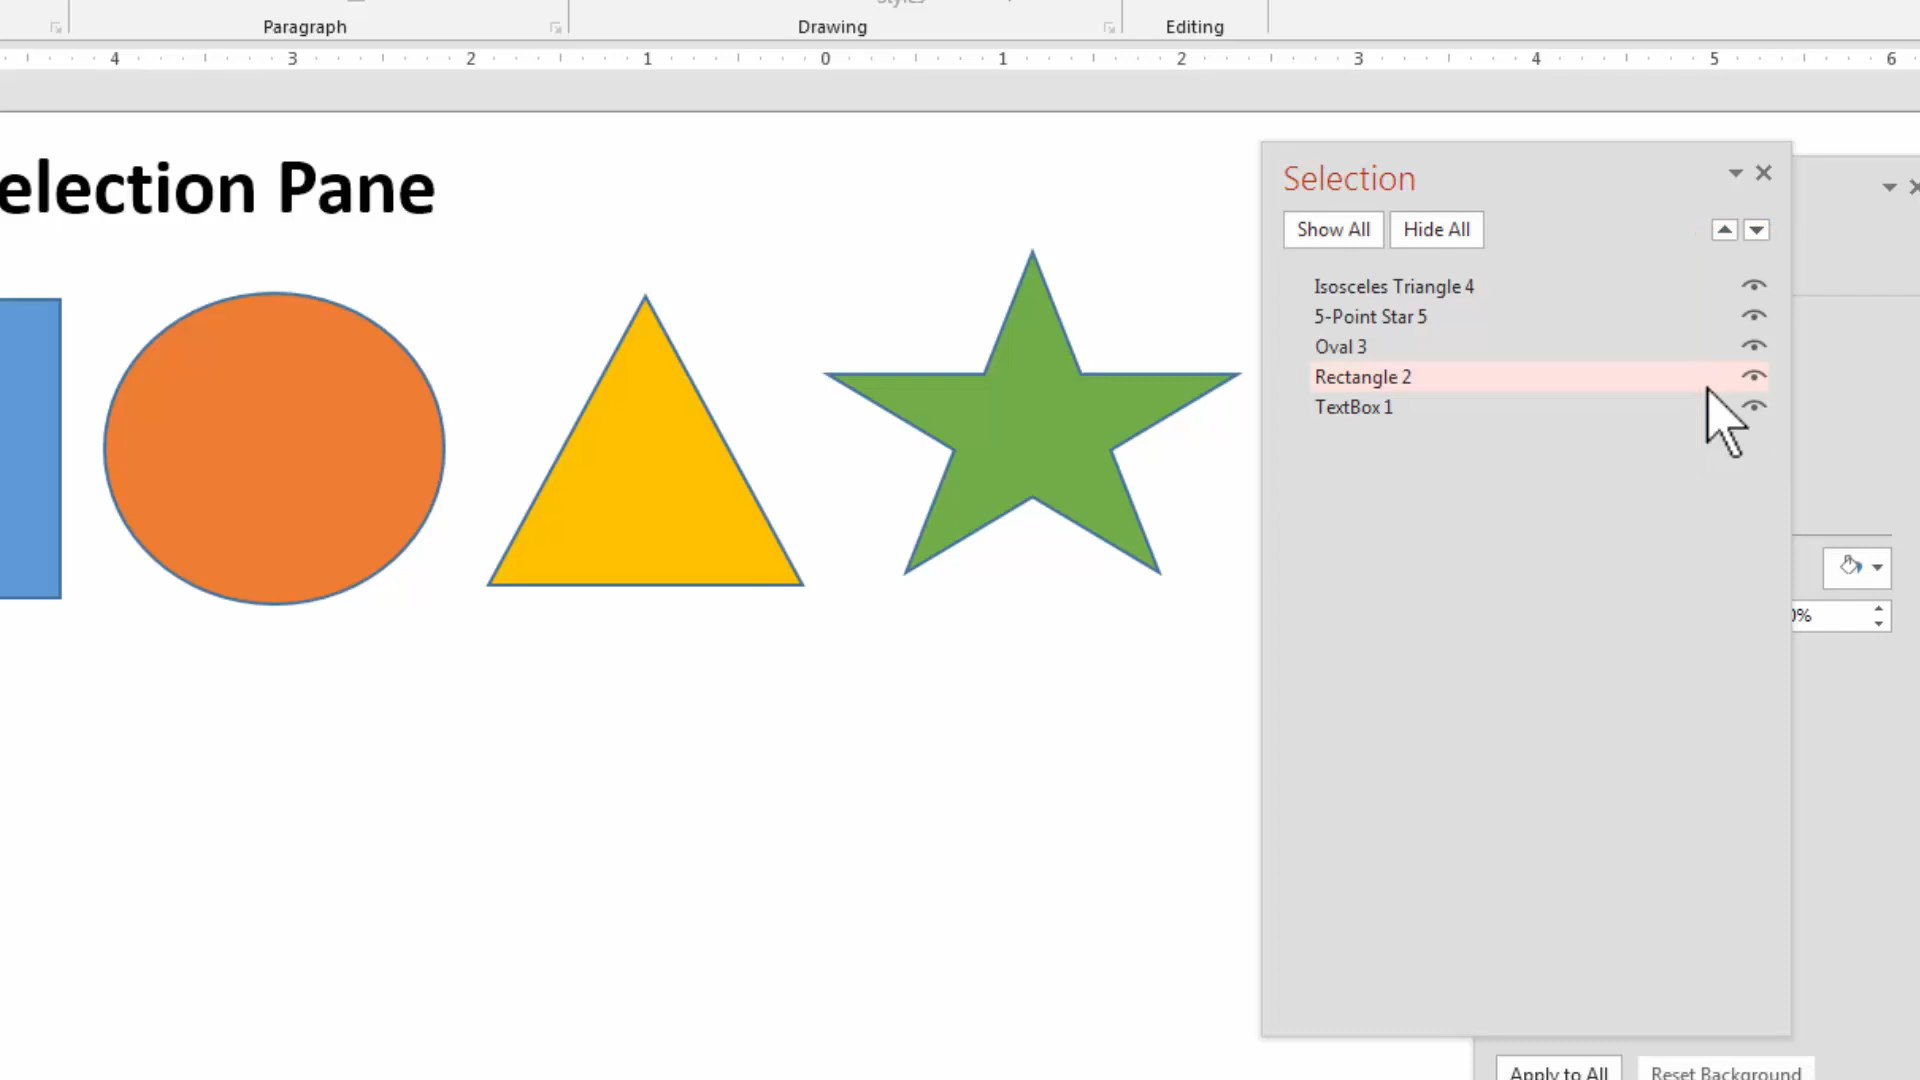 Paragraph
Drawing
Editing
4 3 2 1 0 1 2 3 4 5 6
election Pane
Selection
Show All Hide All
Isosceles Triangle 4
5-Point Star 5
Oval 3
Rectangle 2
TextBox 1
0%
Apply to All Reset Background